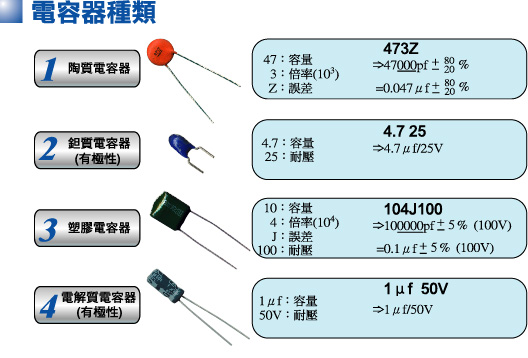 電容器種類
1 陶質電容器
473Z
47：容量
3：倍率(10³)
Z：誤差
⇒47000pf ± 80 20 %
=0.047μf ± 80 20 %
2 鉭質電容器
(有極性)
4.7 25
4.7：容量
25：耐壓
⇒4.7μf/25V
3 塑膠電容器
104J100
10：容量
4：倍率(10⁴)
J：誤差
100：耐壓
⇒100000pf ± 5% (100V)
=0.1μf ± 5% (100V)
4 電解質電容器
(有極性)
1μf 50V
1μf：容量
50V：耐壓
⇒1μf/50V